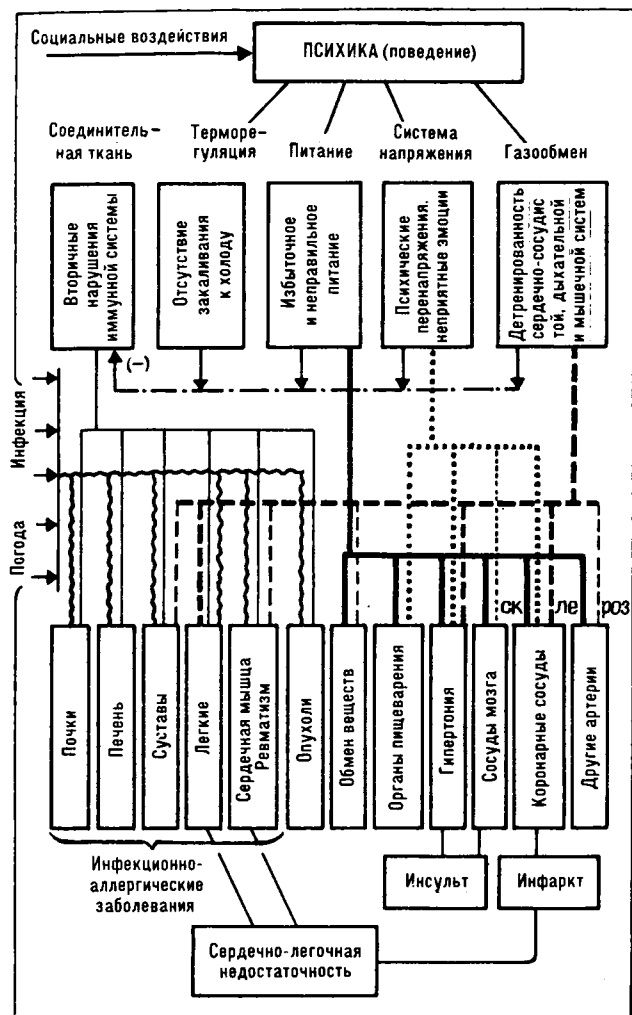 Социальные воздействия
ПСИХИКА (поведение)
Соединитель-
ная ткань
Терморе-
гуляция
Питание
Система
напряжения
Газообмен
Вторичные
нарушения
иммунной системы
Отсутствие
закаливания
к холоду
Избыточное
и неправильное
питание
Психические
перенапряжения.
неприятные эмоции
Детренированность
сердечно-сосудис
той, дыхательной
и мышечной систем
(–)
Инфекция
Погода
ск ле роз
Почки
Печень
Суставы
Легкие
Сердечная мышца
Ревматизм
Опухоли
Обмен веществ
Органы пищеварения
Гипертония
Сосуды мозга
Коронарные сосуды
Другие артерии
Инфекционно-
аллергические
заболевания
Инсульт
Инфаркт
Сердечно-легочная
недостаточность